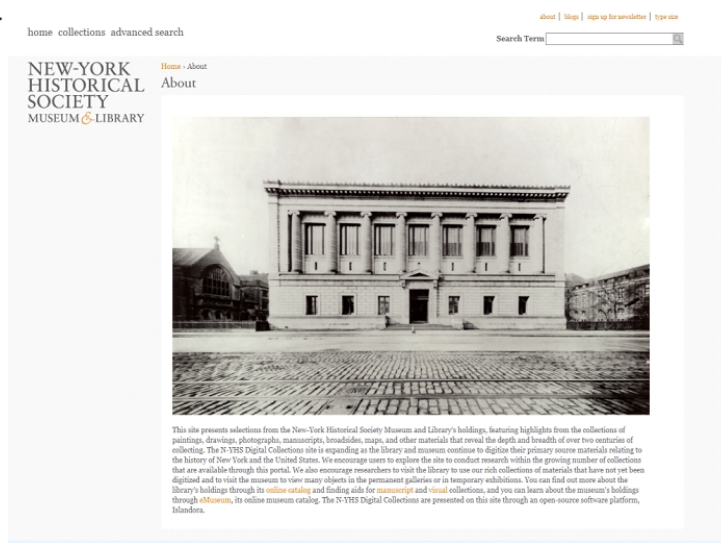 about | blogs | sign up for newsletter | type size
home collections advanced search
Search Term
NEW-YORK
HISTORICAL
SOCIETY
MUSEUM & LIBRARY
Home › About
About
This site presents selections from the New-York Historical Society Museum and Library's holdings, featuring highlights from the collections of
paintings, drawings, photographs, manuscripts, broadsides, maps, and other materials that reveal the depth and breadth of over two centuries of
collecting. The N-YHS Digital Collections site is expanding as the library and museum continue to digitize their primary source materials relating to
the history of New York and the United States. We encourage users to explore the site to conduct research within the growing number of collections
that are available through this portal. We also encourage researchers to visit the library to use our rich collections of materials that have not yet been
digitized and to visit the museum to view many objects in the permanent galleries or in temporary exhibitions. You can find out more about the
library's holdings through its online catalog and finding aids for manuscript and visual collections, and you can learn about the museum's holdings
through eMuseum, its online museum catalog. The N-YHS Digital Collections are presented on this site through an open-source software platform,
Islandora.